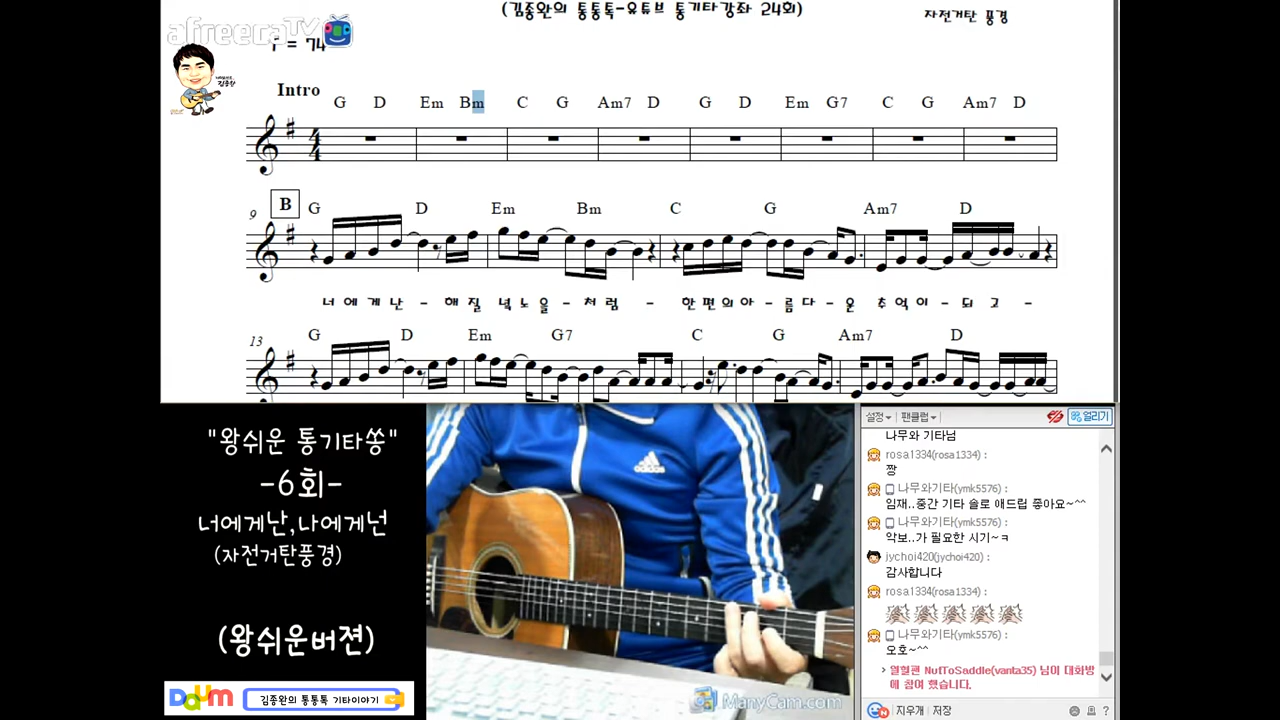 (김종완의 통통톡-유튜브 통기타강좌 24회)
자전거탄 풍경
afreecaTV
= 74
Intro
G D Em Bm C G Am7 D G D Em G7 C G Am7 D
4
4
B
9
G D Em Bm C G Am7 D
너 에 게 난 - 해 질 녘 노 을 - 처 럼 - 한 편 의 아 - 름 다 - 운 추 억 이 - 되 고 -
13
G D Em G7 C G Am7 D
"왕쉬운 통기타쏭"
-6회-
너에게난,나에게넌
(자전거탄풍경)
(왕쉬운버젼)
Daum
김종완의 통통톡 기타이야기
adidas
ManyCam.com
설정 팬클럽 얼리기
나무와 기타님
rosa1334(rosa1334) :
짱
나무와기타(ymk5576) :
임재..중간 기타 솔로 애드립 좋아요~^^
나무와기타(ymk5576) :
악보..가 필요한 시기~ㅋ
jychoi420(jychoi420) :
감사합니다
rosa1334(rosa1334) :
나무와기타(ymk5576) :
오호~^^
열혈팬 NufToSaddle(vanta35) 님이 대화방
에 참여 했습니다.
지우개 저장